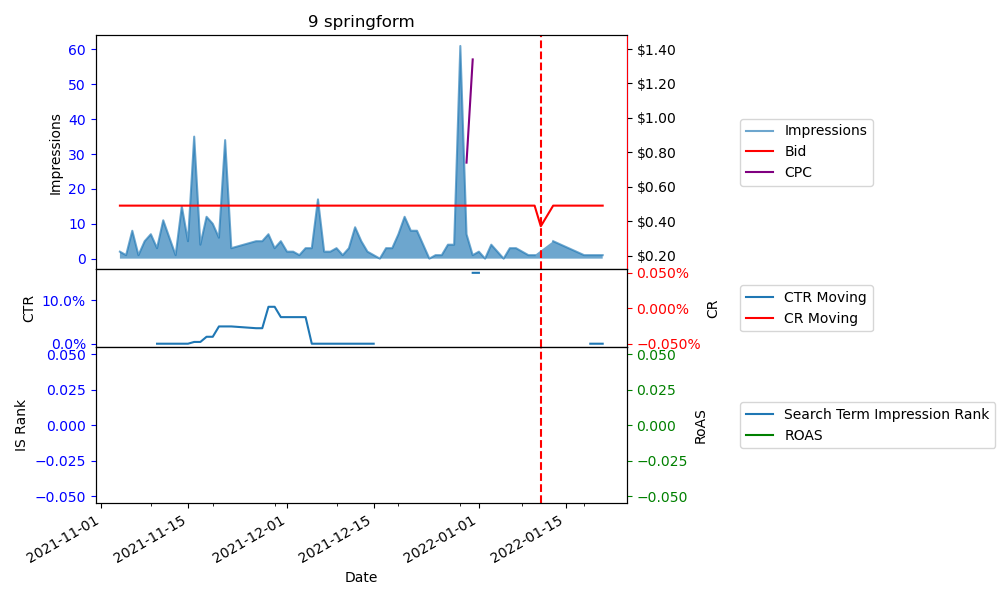 9 springform
60
50
40
30
20
10
0
Impressions
$1.40
$1.20
$1.00
$0.80
$0.60
$0.40
$0.20
Impressions
Bid
CPC
10.0%
0.0%
CTR
0.050%
0.000%
−0.050%
CR
CTR Moving
CR Moving
0.050
0.025
0.000
−0.025
−0.050
IS Rank
0.050
0.025
0.000
−0.025
−0.050
RoAS
Search Term Impression Rank
ROAS
2021-11-01
2021-11-15
2021-12-01
2021-12-15
2022-01-01
2022-01-15
Date